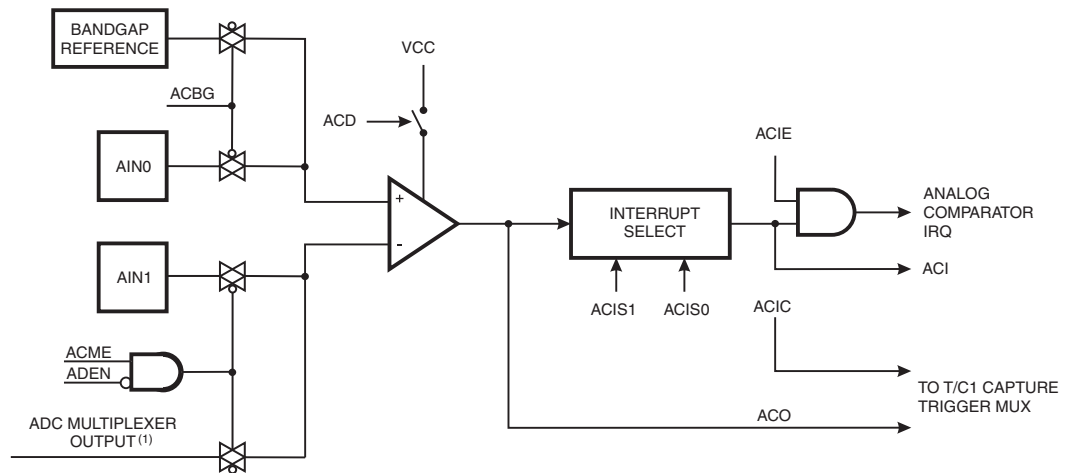 BANDGAP
REFERENCE
ACBG
AIN0
AIN1
ACME
ADEN
ADC MULTIPLEXER
OUTPUT (1)
VCC
ACD
+
-
INTERRUPT
SELECT
ACIS1 ACIS0
ACIE
ANALOG
COMPARATOR
IRQ
ACI
ACIC
TO T/C1 CAPTURE
TRIGGER MUX
ACO